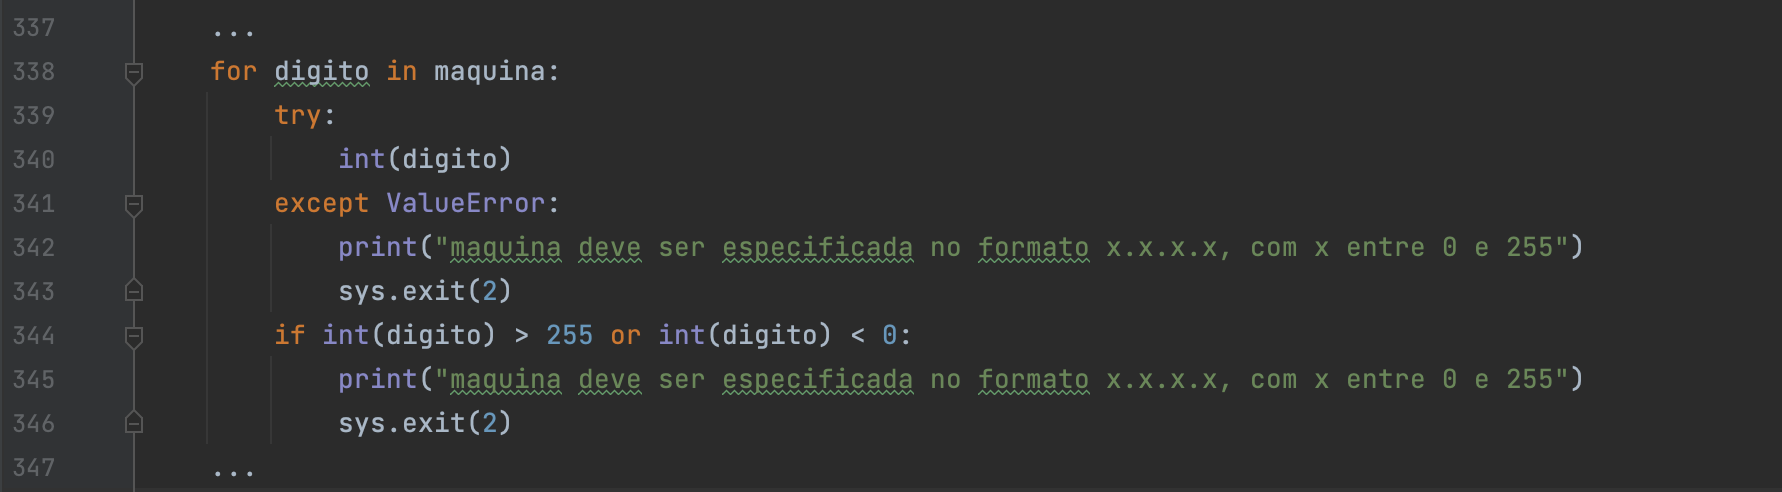 337 ...
338 for digito in maquina:
339 try:
340 int(digito)
341 except ValueError:
342 print("maquina deve ser especificada no formato x.x.x.x, com x entre 0 e 255")
343 sys.exit(2)
344 if int(digito) > 255 or int(digito) < 0:
345 print("maquina deve ser especificada no formato x.x.x.x, com x entre 0 e 255")
346 sys.exit(2)
347 ...